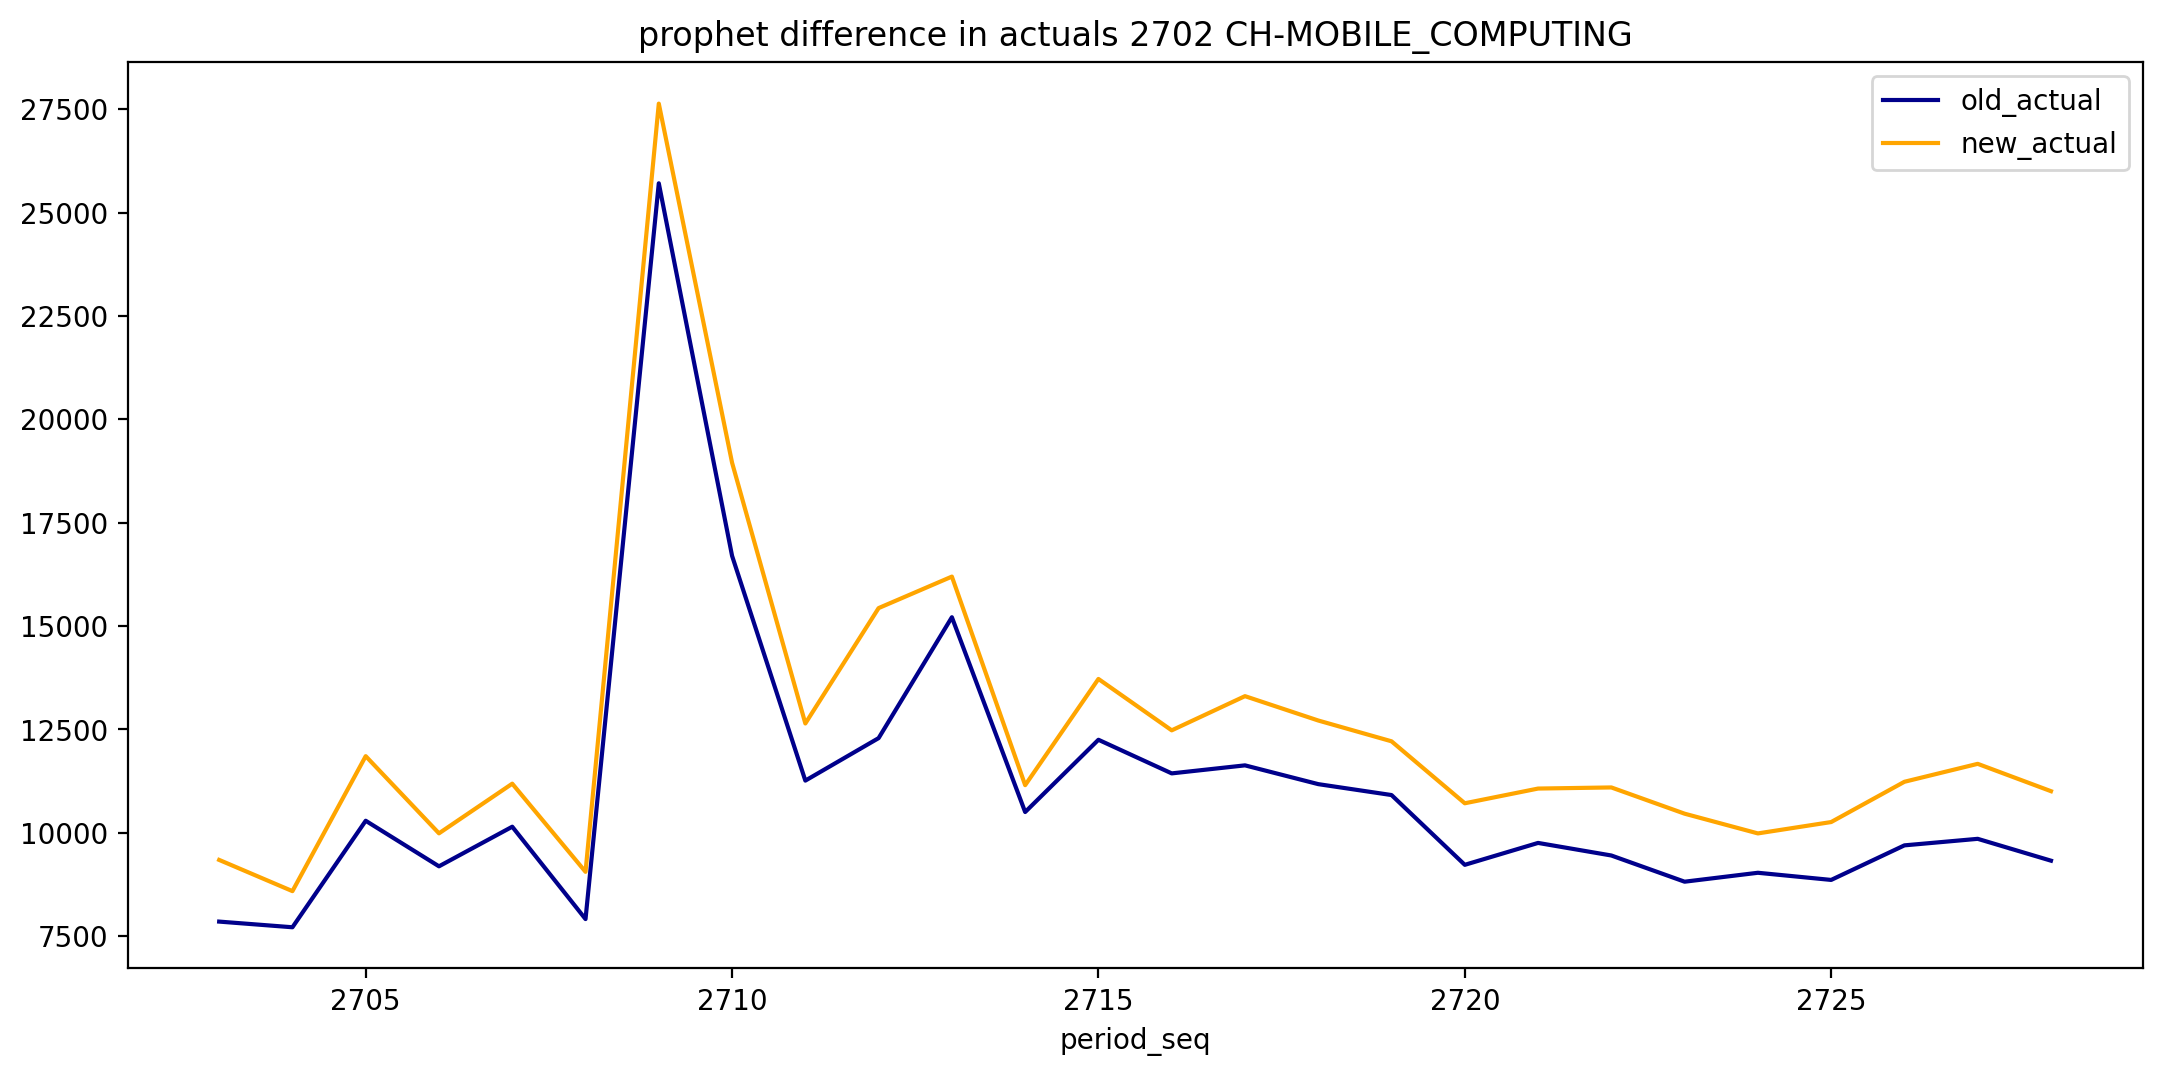 prophet difference in actuals 2702 CH-MOBILE_COMPUTING
old_actual
new_actual
27500
25000
22500
20000
17500
15000
12500
10000
7500
2705 2710 2715 2720 2725
period_seq